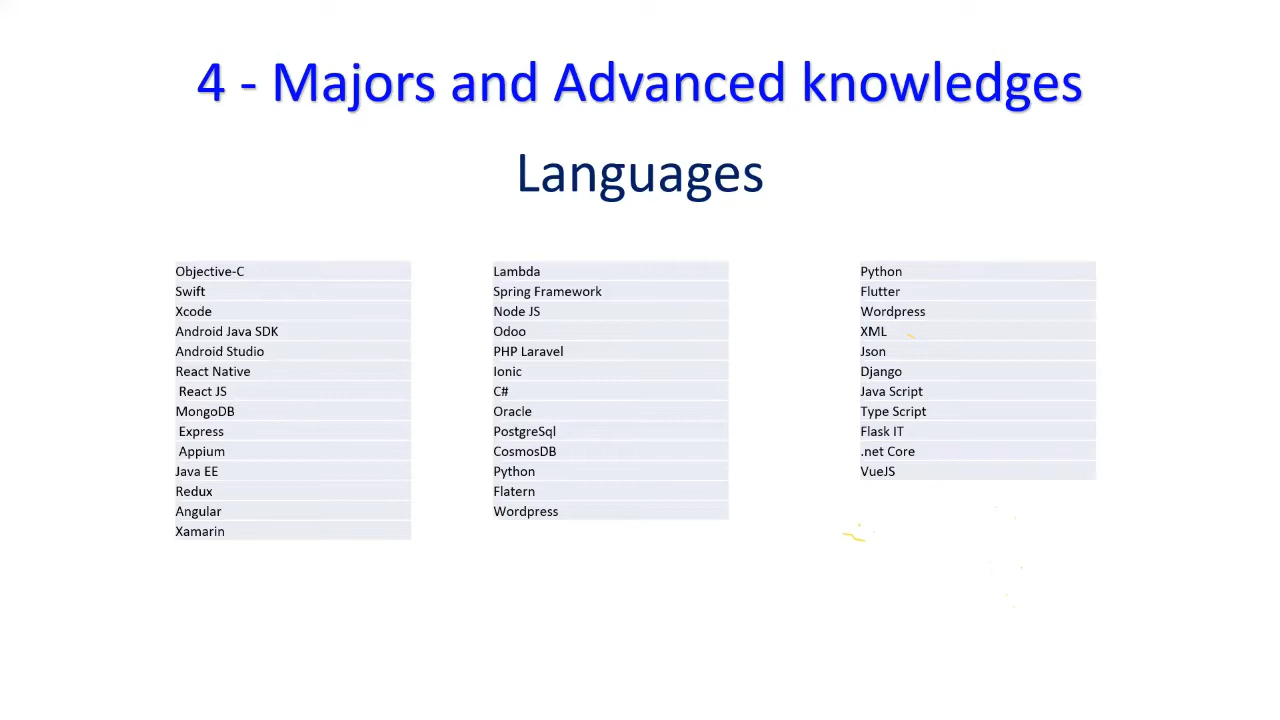 4 - Majors and Advanced knowledges
Languages
Objective-C
Swift
Xcode
Android Java SDK
Android Studio
React Native
React JS
MongoDB
Express
Appium
Java EE
Redux
Angular
Xamarin
Lambda
Spring Framework
Node JS
Odoo
PHP Laravel
Ionic
C#
Oracle
PostgreSql
CosmosDB
Python
Flatern
Wordpress
Python
Flutter
Wordpress
XML
Json
Django
Java Script
Type Script
Flask IT
.net Core
VueJS